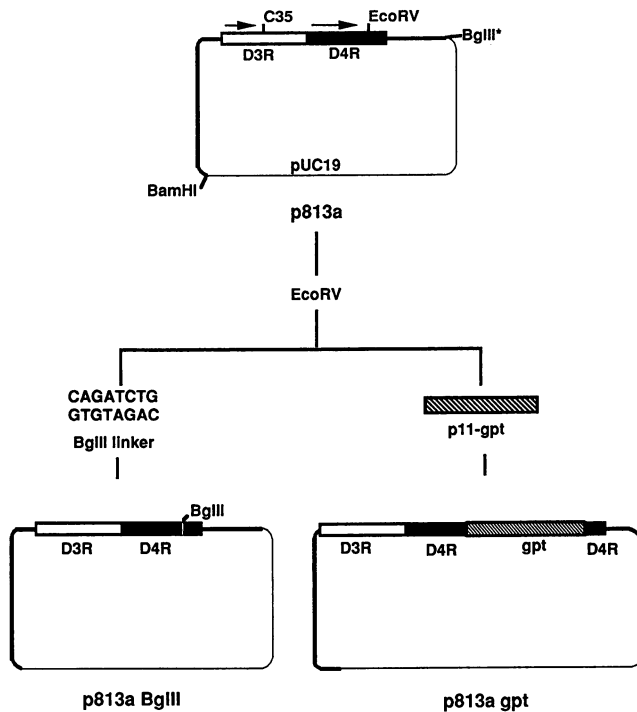 C35
EcoRV
BglII*
D3R
D4R
pUC19
BamHI
p813a
EcoRV
CAGATCTG
GTGTAGAC
BglII linker
p11-gpt
BglII
D3R
D4R
D3R
D4R
gpt
D4R
p813a BglII
p813a gpt